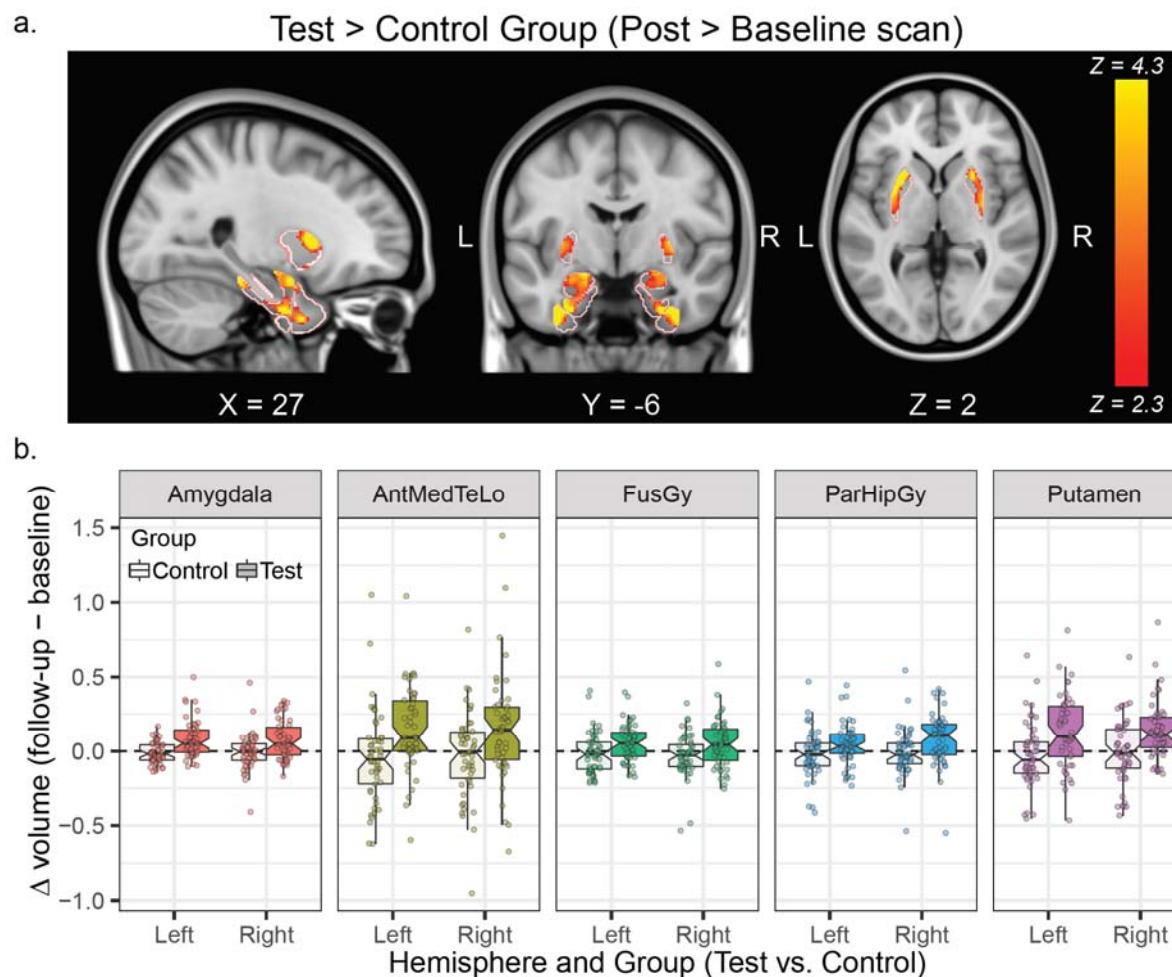 a.
Test > Control Group (Post > Baseline scan)
Z = 4.3
L
R
L
R
Z = 2.3
X = 27
Y = -6
Z = 2
b.
Amygdala
AntMedTeLo
FusGy
ParHipGy
Putamen
Δ volume (follow-up − baseline)
1.5
1.0
0.5
0.0
−0.5
−1.0
Group
Control
Test
Left
Right
Left
Right
Left
Right
Left
Right
Left
Right
Hemisphere and Group (Test vs. Control)